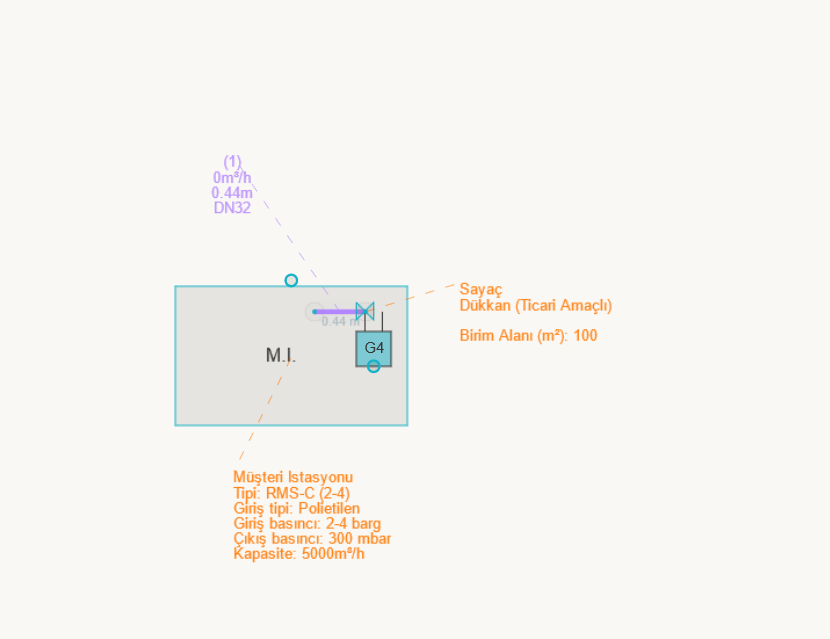 (1)
0m³/h
0.44m
DN32
Sayaç
Dükkan (Ticari Amaçlı)
Birim Alanı (m²): 100
0.44 m
G4
M.I.
Müşteri Istasyonu
Tipi: RMS-C (2-4)
Giriş tipi: Polietilen
Giriş basıncı: 2-4 barg
Çıkış basıncı: 300 mbar
Kapasite: 5000m³/h